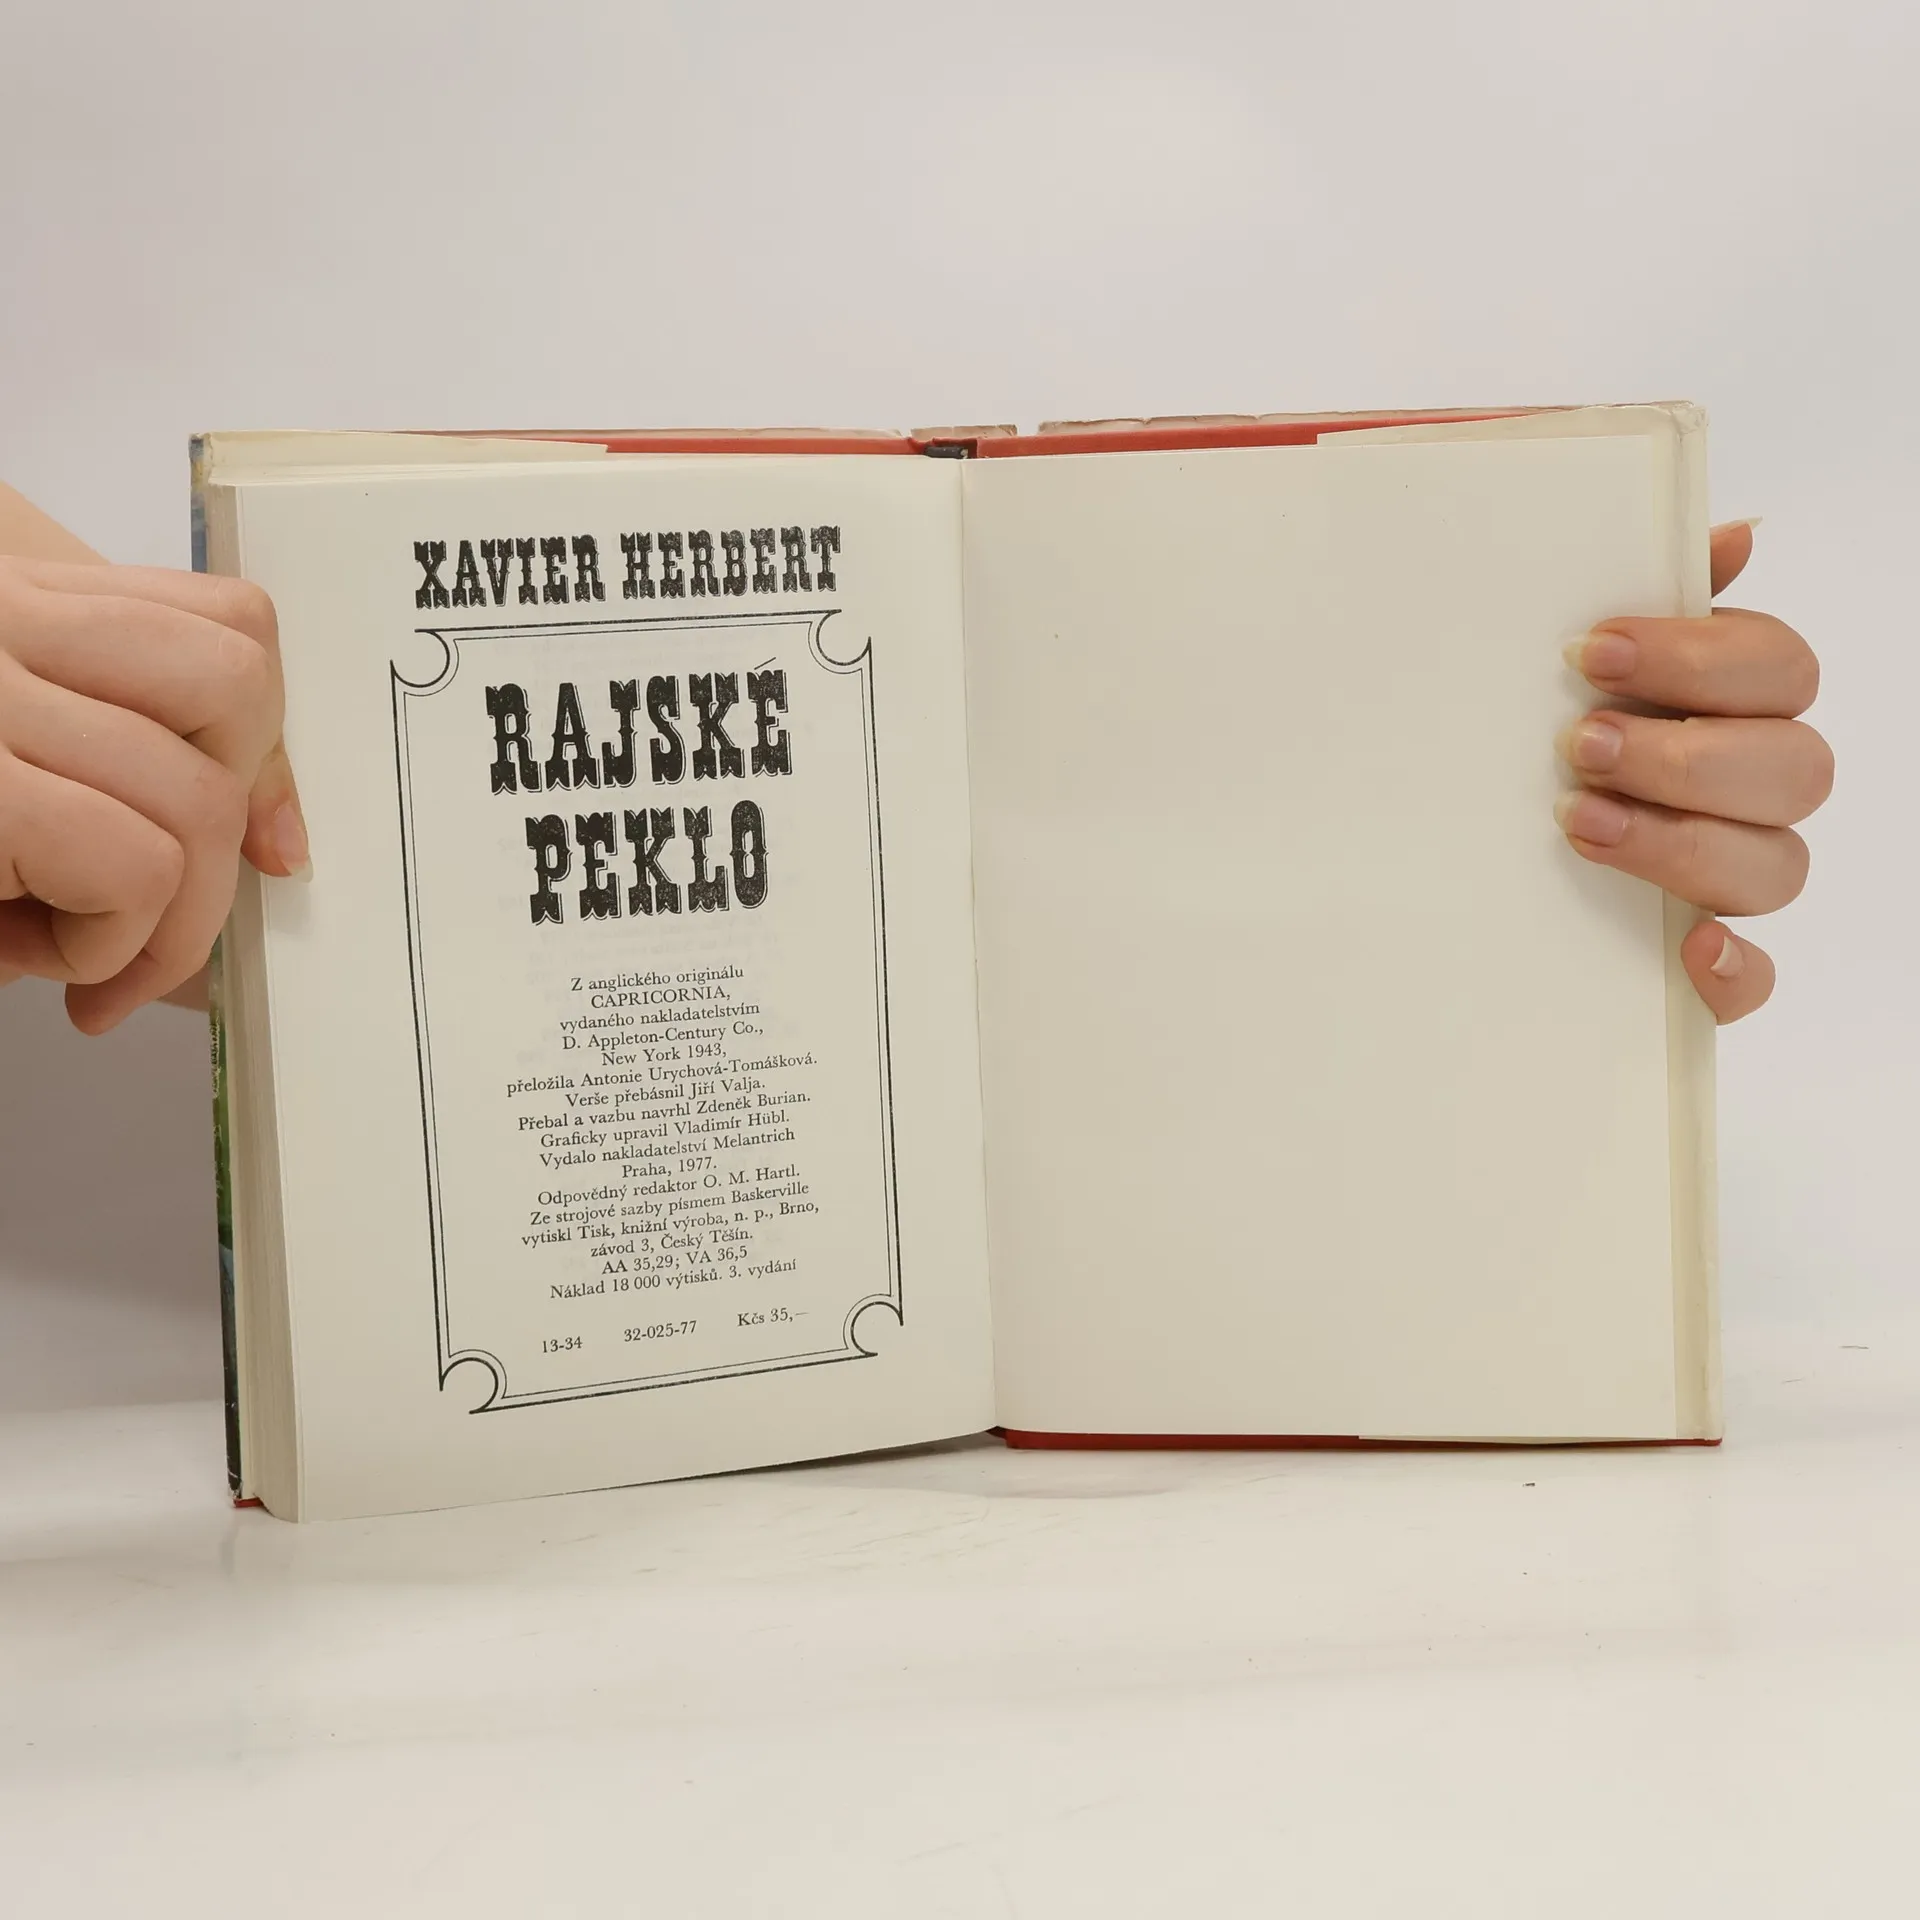 XAVIER HERBERT
RAJSKÉ
PEKLO
Z anglického originálu
CAPRICORNIA,
vydaného nakladatelstvím
D. Appleton-Century Co.,
New York 1943,
přeložila Antonie Urychová-Tomášková.
Verše přebásnil Jiří Valja.
Přebal a vazbu navrhl Zdeněk Burian.
Graficky upravil Vladimír Hübl.
Vydalo nakladatelství Melantrich
Praha, 1977.
Odpovědný redaktor O. M. Hartl.
Ze strojové sazby písmem Baskerville
vytiskl Tisk, knižní výroba, n. p., Brno,
závod 3, Český Těšín.
AA 35,29; VA 36,5
Náklad 18 000 výtisků. 3. vydání
13-34 32-025-77 Kčs 35,—